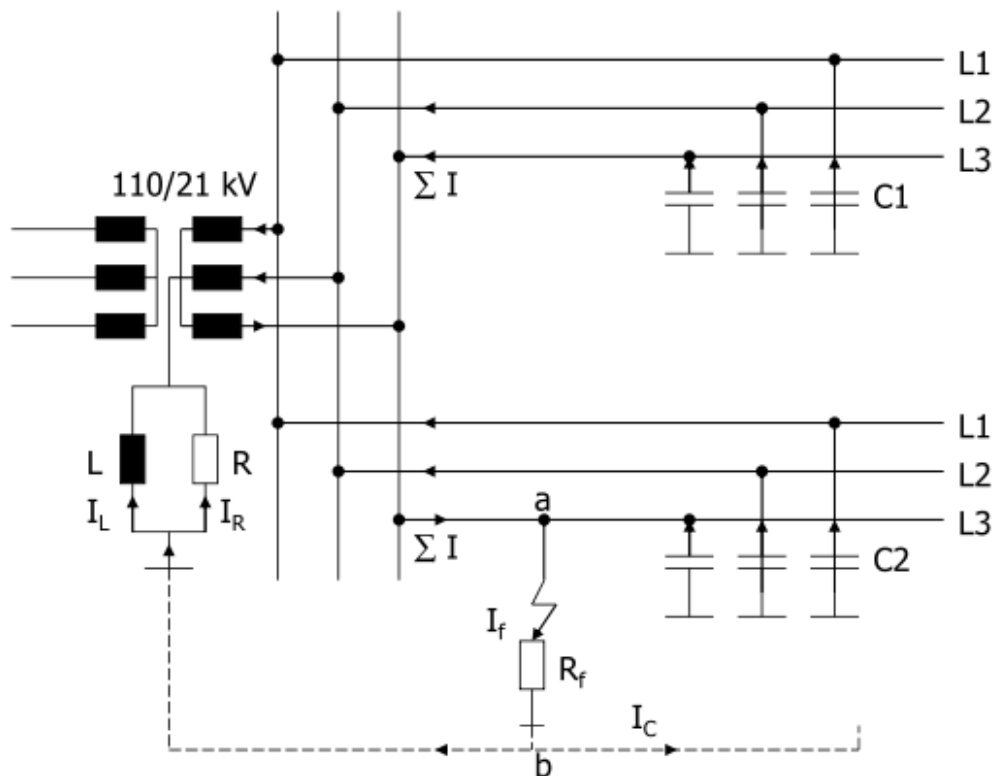 L1
L2
L3
∑ I
C1
110/21 kV
L
R
I_L
I_R
L1
L2
L3
a
∑ I
C2
I_f
R_f
I_C
b